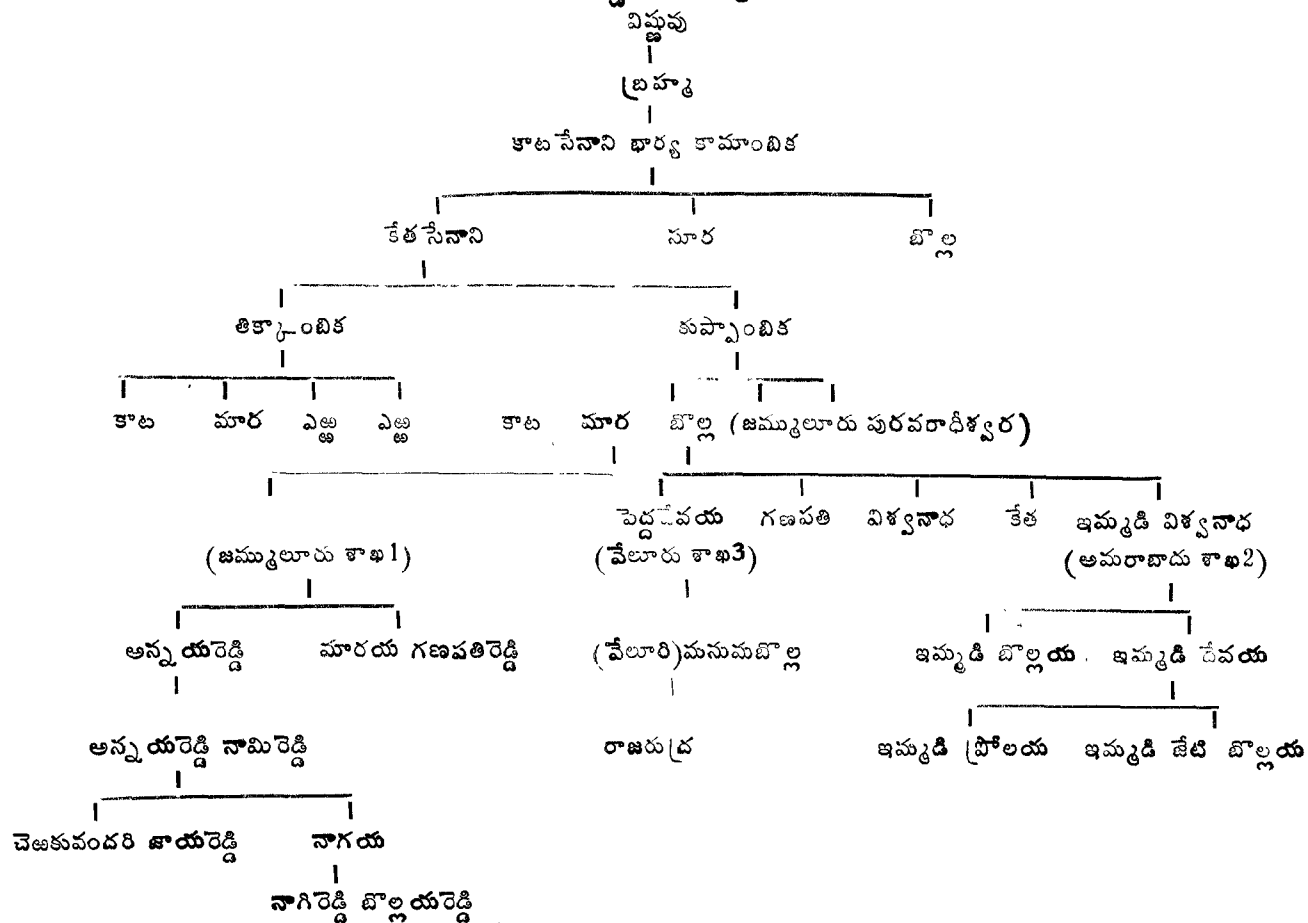 విష్ణువు
బ్రహ్మ
కాటసేనాని భార్య కామాంబిక
కేతసేనాని సూర బొల్ల
తిక్కాంబిక కుప్పాంబిక
కాట మార ఎఱ్ఱ ఎఱ్ఱ కాట మార బొల్ల (జమ్ములూరు పురవరాధీశ్వర)
పెద్దదేవయ గణపతి విశ్వనాధ కేత ఇమ్మడి విశ్వనాధ
(జమ్ములూరు శాఖ1) (వేలూరు శాఖ3) (అమరాబాదు శాఖ2)
అన్నయరెడ్డి మారయ గణపతిరెడ్డి (వేలూరి)మనుమబొల్ల ఇమ్మడి బొల్లయ ఇమ్మడి దేవయ
అన్నయరెడ్డి నామిరెడ్డి రాజరుద్ర ఇమ్మడి ప్రోలయ ఇమ్మడి జేటి బొల్లయ
చెఱకువందరి జాయరెడ్డి నాగయ
నాగిరెడ్డి బొల్లయరెడ్డి